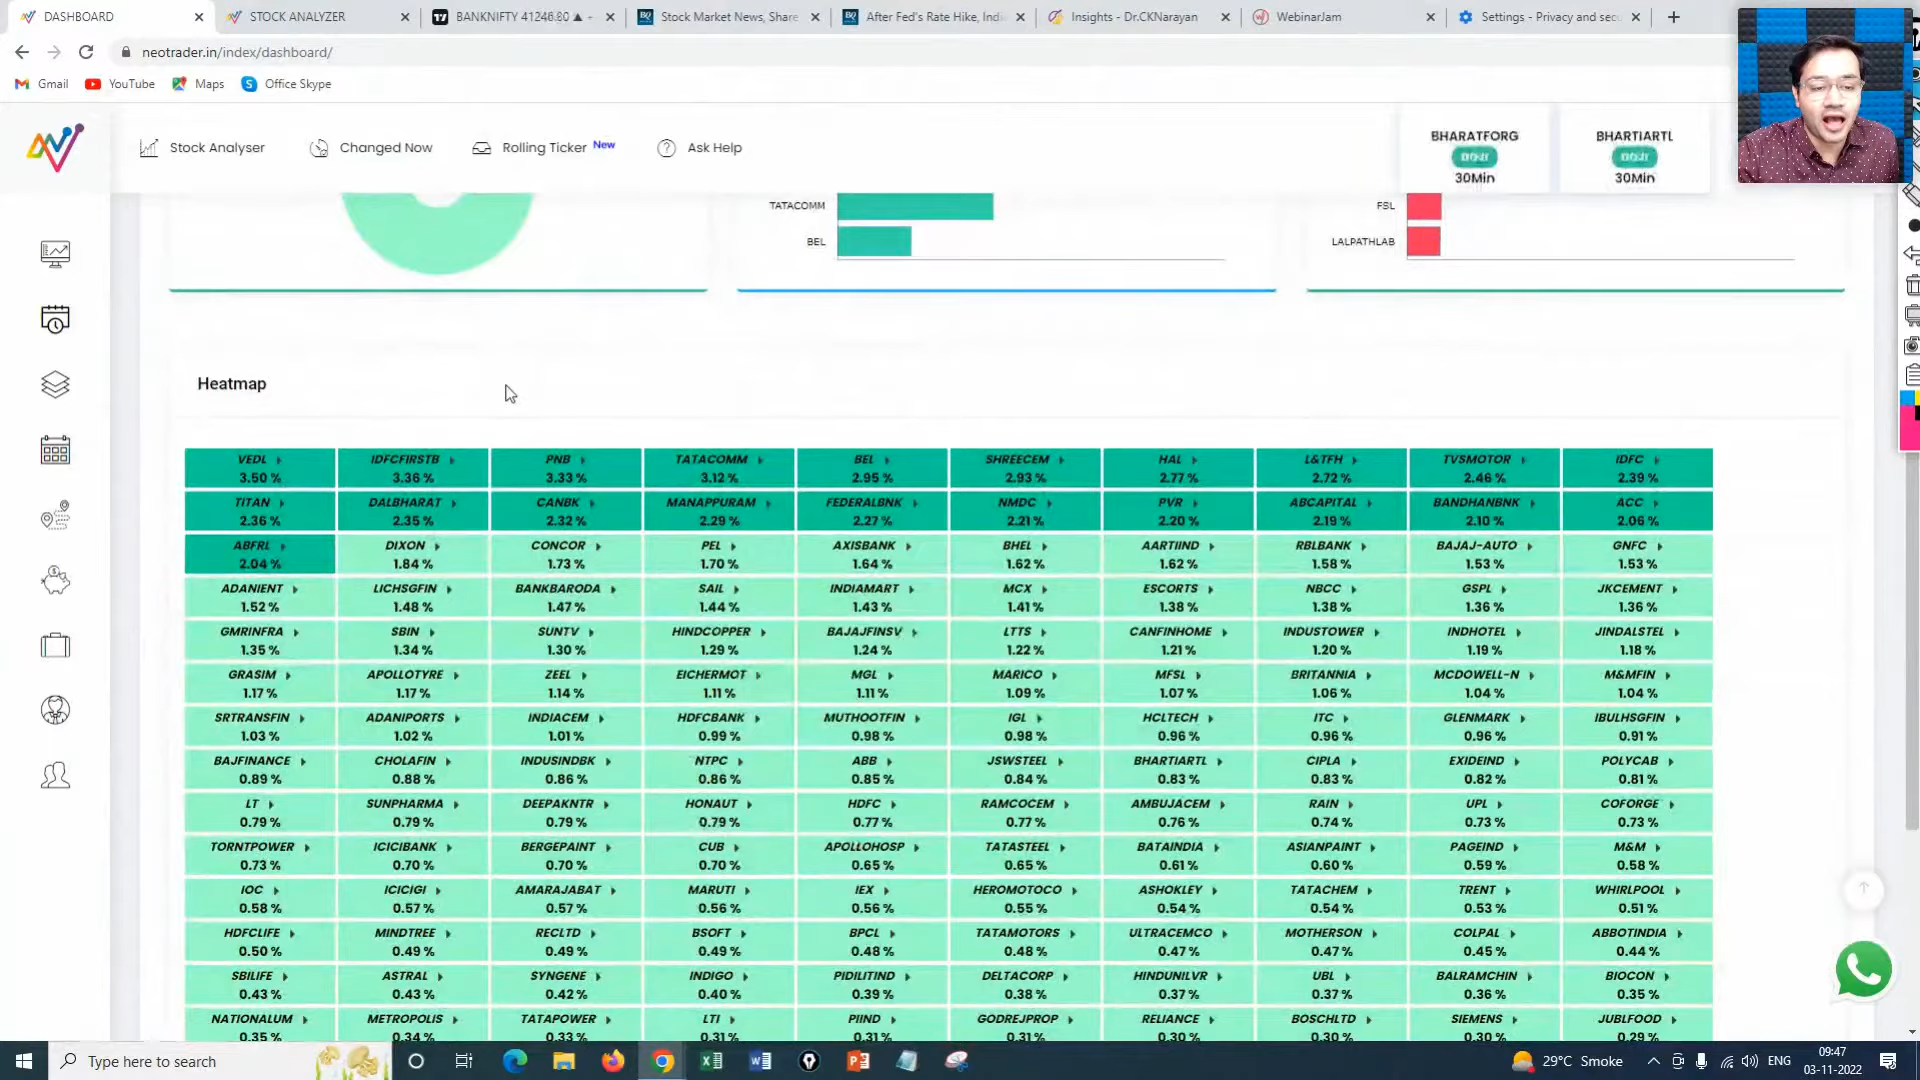 DASHBOARD
STOCK ANALYZER
BANKNIFTY 41246.80 ▲
Stock Market News, Share
After Fed's Rate Hike, Indi
Insights - Dr.CKNarayan
WebinarJam
Settings - Privacy and secu
neotrader.in/index/dashboard/
Gmail YouTube Maps Office Skype
Stock Analyser Changed Now Rolling Ticker New Ask Help
BHARATFORG BHARTIARTL
30Min 30Min
TATACOMM FSL
BEL LALPATHLAB
Heatmap
VEDL IDFCFIRSTB PNB TATACOMM BEL SHREECEM HAL L&TFH TVSMOTOR IDFC
3.50 % 3.36 % 3.33 % 3.12 % 2.95 % 2.93 % 2.77 % 2.72 % 2.46 % 2.39 %
TITAN DALBHARAT CANBK MANAPPURAM FEDERALBNK NMDC PVR ABCAPITAL BANDHANBNK ACC
2.36 % 2.35 % 2.32 % 2.29 % 2.27 % 2.21 % 2.20 % 2.19 % 2.10 % 2.06 %
ABFRL DIXON CONCOR PEL AXISBANK BHEL AARTIIND RBLBANK BAJAJ-AUTO GNFC
2.04 % 1.84 % 1.73 % 1.70 % 1.64 % 1.62 % 1.62 % 1.58 % 1.53 % 1.53 %
ADANIENT LICHSGFIN BANKBARODA SAIL INDIAMART MCX ESCORTS NBCC GSPL JKCEMENT
1.52 % 1.48 % 1.47 % 1.44 % 1.43 % 1.41 % 1.38 % 1.38 % 1.36 % 1.36 %
GMRINFRA SBIN SUNTV HINDCOPPER BAJAJFINSV LTTS CANFINHOME INDUSTOWER INDHOTEL JINDALSTEL
1.35 % 1.34 % 1.30 % 1.29 % 1.24 % 1.22 % 1.21 % 1.20 % 1.19 % 1.18 %
GRASIM APOLLOTYRE ZEEL EICHERMOT MGL MARICO MFSL BRITANNIA MCDOWELL-N M&MFIN
1.17 % 1.17 % 1.14 % 1.11 % 1.11 % 1.09 % 1.07 % 1.06 % 1.04 % 1.04 %
SRTRANSFIN ADANIPORTS INDIACEM HDFCBANK MUTHOOTFIN IGL HCLTECH ITC GLENMARK IBULHSGFIN
1.03 % 1.02 % 1.01 % 0.99 % 0.98 % 0.98 % 0.96 % 0.96 % 0.96 % 0.91 %
BAJFINANCE CHOLAFIN INDUSINDBK NTPC ABB JSWSTEEL BHARTIARTL CIPLA EXIDEIND POLYCAB
0.89 % 0.88 % 0.86 % 0.86 % 0.85 % 0.84 % 0.83 % 0.83 % 0.82 % 0.81 %
LT SUNPHARMA DEEPAKNTR HONAUT HDFC RAMCOCEM AMBUJACEM RAIN UPL COFORGE
0.79 % 0.79 % 0.79 % 0.79 % 0.77 % 0.77 % 0.76 % 0.74 % 0.73 % 0.73 %
TORNTPOWER ICICIBANK BERGEPAINT CUB APOLLOHOSP TATASTEEL BATAINDIA ASIANPAINT PAGEIND M&M
0.73 % 0.70 % 0.70 % 0.70 % 0.65 % 0.65 % 0.61 % 0.60 % 0.59 % 0.58 %
IOC ICICIGI AMARAJABAT MARUTI IEX HEROMOTOCO ASHOKLEY TATACHEM TRENT WHIRLPOOL
0.58 % 0.57 % 0.57 % 0.56 % 0.56 % 0.55 % 0.54 % 0.54 % 0.53 % 0.51 %
HDFCLIFE MINDTREE RECLTD BSOFT BPCL TATAMOTORS ULTRACEMCO MOTHERSON COLPAL ABBOTINDIA
0.50 % 0.49 % 0.49 % 0.49 % 0.48 % 0.48 % 0.47 % 0.47 % 0.45 % 0.44 %
SBILIFE ASTRAL SYNGENE INDIGO PIDILITIND DELTACORP HINDUNILVR UBL BALRAMCHIN BIOCON
0.43 % 0.43 % 0.42 % 0.40 % 0.39 % 0.38 % 0.37 % 0.37 % 0.36 % 0.35 %
NATIONALUM METROPOLIS TATAPOWER LTI PIIND GODREJPROP RELIANCE BOSCHLTD SIEMENS JUBLFOOD
0.35 % 0.34 % 0.33 % 0.31 % 0.31 % 0.31 % 0.30 % 0.30 % 0.30 % 0.29 %
Type here to search
29°C Smoke
ENG
09:47
03-11-2022